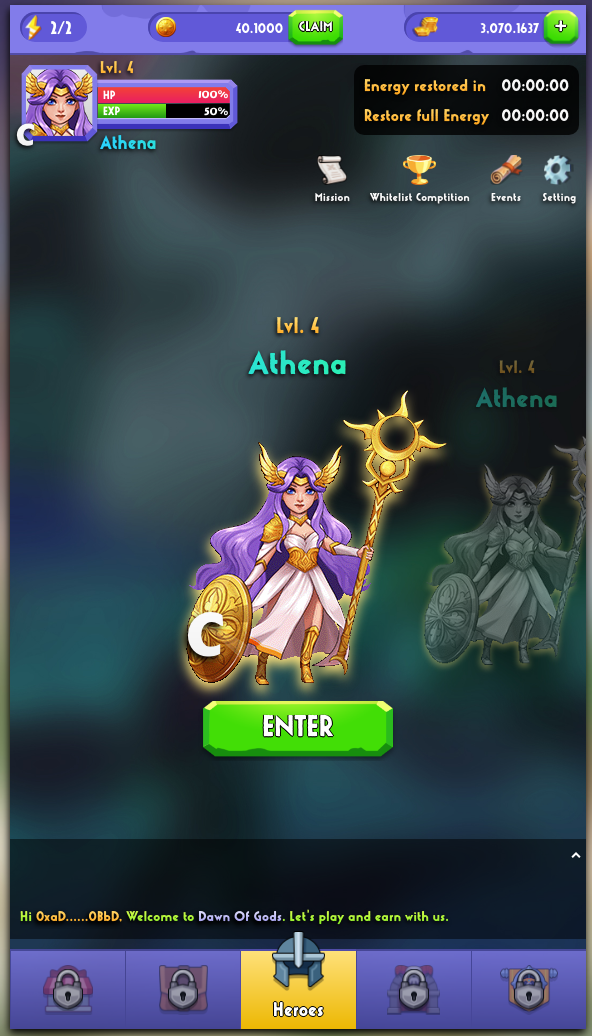 2/2
40.1000
CLAIM
3.070.1637
+
Lvl. 4
HP 100%
EXP 50%
C
Athena
Energy restored in 00:00:00
Restore full Energy 00:00:00
Mission
Whitelist Comptition
Events
Setting
Lvl. 4
Athena
Lvl. 4
Athena
C
ENTER
Hi 0xaD......0BbD, Welcome to Dawn Of Gods. Let's play and earn with us.
Heroes